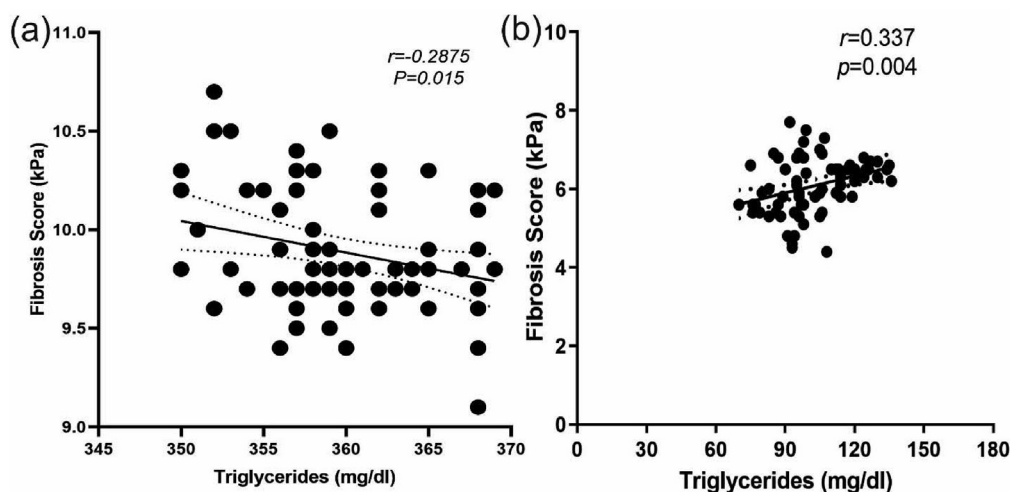 (a)
r=-0.2875
P=0.015
11.0
10.5
10.0
9.5
9.0
Fibrosis Score (kPa)
345 350 355 360 365 370
Triglycerides (mg/dl)
(b)
r=0.337
p=0.004
10
8
6
4
2
0
Fibrosis Score (kPa)
0 30 60 90 120 150 180
Triglycerides (mg/dl)